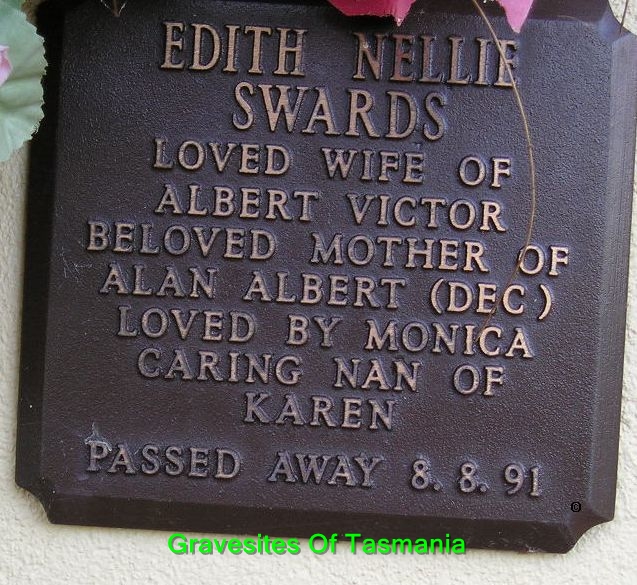 EDITH NELLIE
SWARDS
LOVED WIFE OF
ALBERT VICTOR
BELOVED MOTHER OF
ALAN ALBERT (DEC)
LOVED BY MONICA
CARING NAN OF
KAREN
PASSED AWAY 8. 8. 91
©
Gravesites Of Tasmania